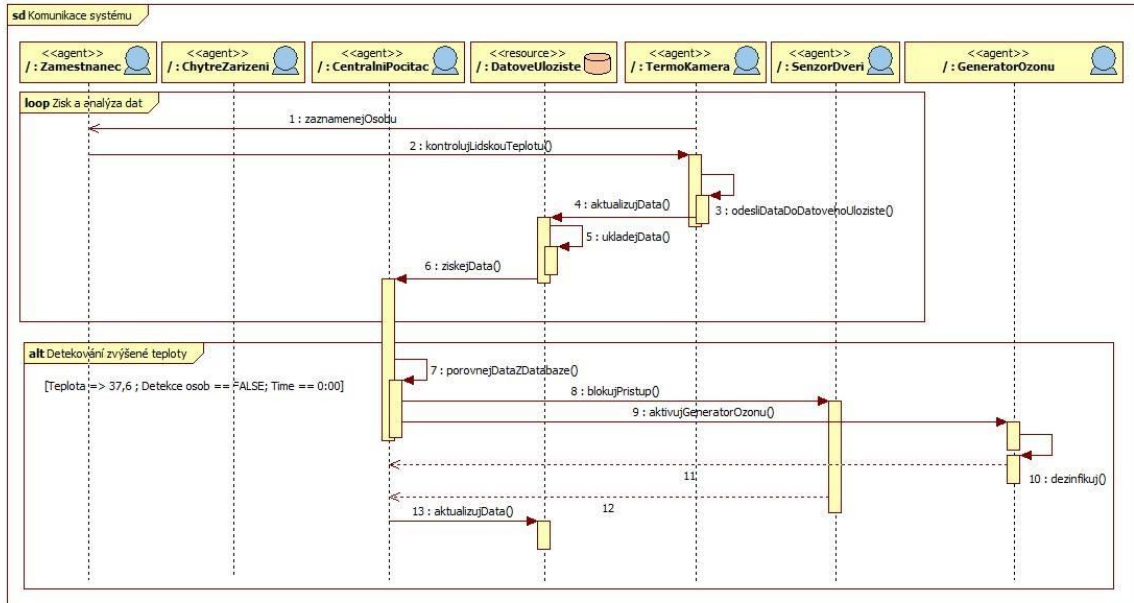 sd Komunikace systému
<<agent>>
/ : Zamestnanec
<<agent>>
/ : ChytreZarizeni
<<agent>>
/ : CentralniPocitac
<<resource>>
/ : DatoveUloziste
<<agent>>
/ : TermoKamera
<<agent>>
/ : SenzorDveri
<<agent>>
/ : GeneratorOzonu
loop Zisk a analýza dat
1 : zaznamenejOsobu
2 : kontrolujLidskouTeplotu()
3 : odesliDataDoDatovenoUloziste()
4 : aktualizujData()
5 : ukladejData()
6 : ziskejData()
alt Detekování zvýšené teploty
[Teplota => 37,6 ; Detekce osob == FALSE; Time == 0:00]
7 : porovnejDataZDatabaze()
8 : blokujPristup()
9 : aktivujGeneratorOzonu()
10 : dezinfikuj()
11
12
13 : aktualizujData()